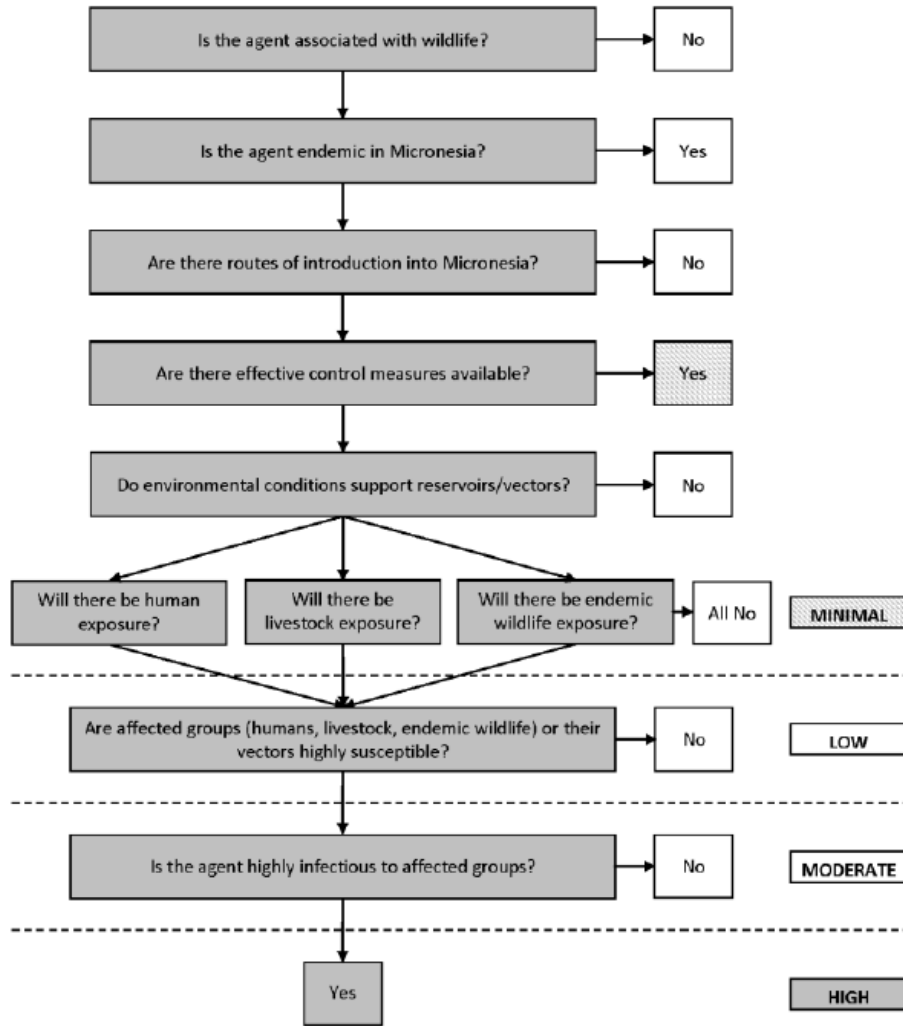 Is the agent associated with wildlife?
No
Is the agent endemic in Micronesia?
Yes
Are there routes of introduction into Micronesia?
No
Are there effective control measures available?
Yes
Do environmental conditions support reservoirs/vectors?
No
Will there be human
exposure?
Will there be
livestock exposure?
Will there be endemic
wildlife exposure?
All No
MINIMAL
Are affected groups (humans, livestock, endemic wildlife) or their
vectors highly susceptible?
No
LOW
Is the agent highly infectious to affected groups?
No
MODERATE
Yes
HIGH